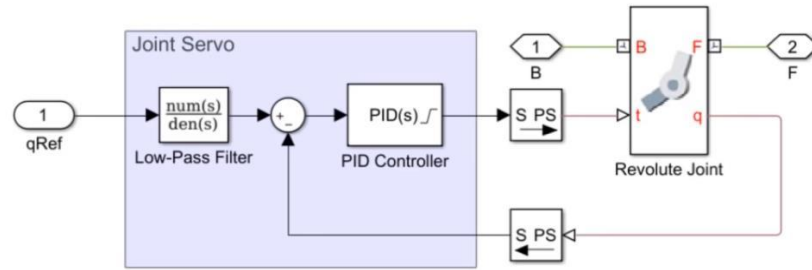 Joint Servo
1
qRef
num(s)
den(s)
Low-Pass Filter
+
−
PID(s)
PID Controller
S PS
1
B
B
F
t
q
Revolute Joint
2
F
S PS